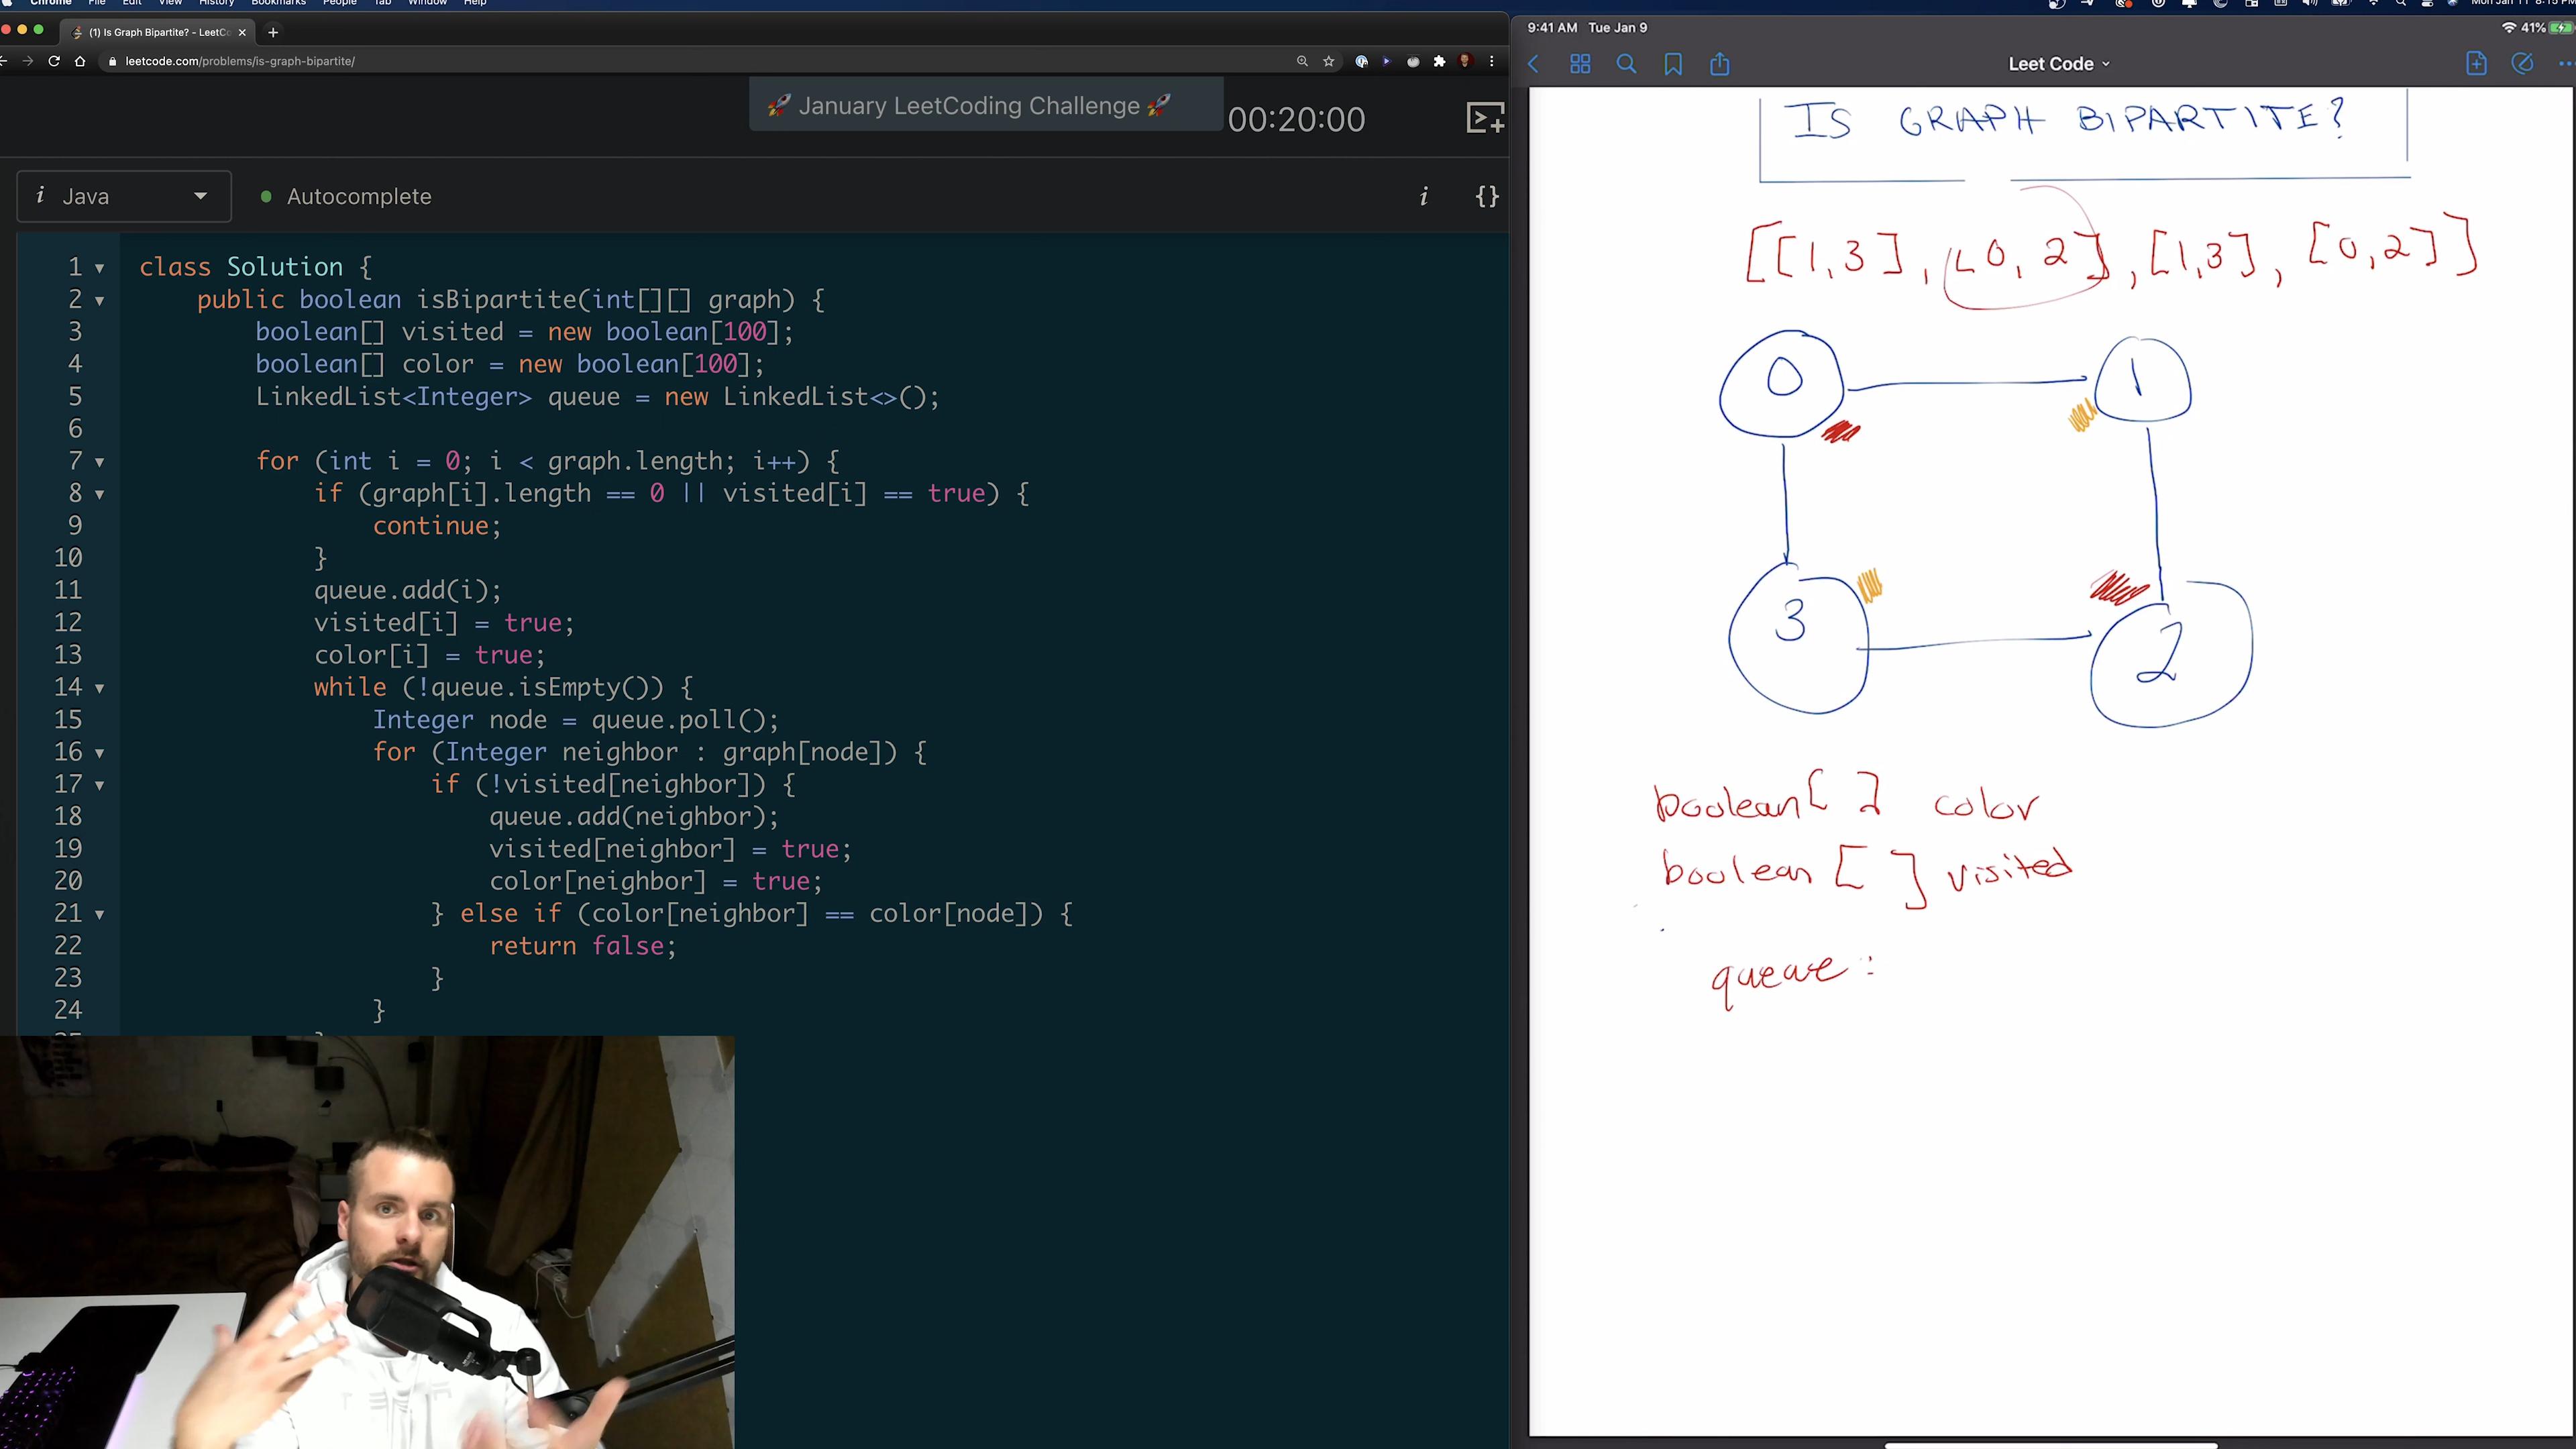 Chrome File Edit View History Bookmarks People Tab Window Help
(1) Is Graph Bipartite? - LeetCo
leetcode.com/problems/is-graph-bipartite/
🚀 January LeetCoding Challenge 🚀
00:20:00
i Java
Autocomplete
i {}
1 class Solution {
2 public boolean isBipartite(int[][] graph) {
3 boolean[] visited = new boolean[100];
4 boolean[] color = new boolean[100];
5 LinkedList<Integer> queue = new LinkedList<>();
6
7 for (int i = 0; i < graph.length; i++) {
8 if (graph[i].length == 0 || visited[i] == true) {
9 continue;
10 }
11 queue.add(i);
12 visited[i] = true;
13 color[i] = true;
14 while (!queue.isEmpty()) {
15 Integer node = queue.poll();
16 for (Integer neighbor : graph[node]) {
17 if (!visited[neighbor]) {
18 queue.add(neighbor);
19 visited[neighbor] = true;
20 color[neighbor] = true;
21 } else if (color[neighbor] == color[node]) {
22 return false;
23 }
24 }
9:41 AM Tue Jan 9
41%
Leet Code
IS GRAPH BIPARTITE?
[[1,3], [0,2], [1,3], [0,2]]
0 1
3 2
boolean[ ] color
boolean[ ] visited
queue: